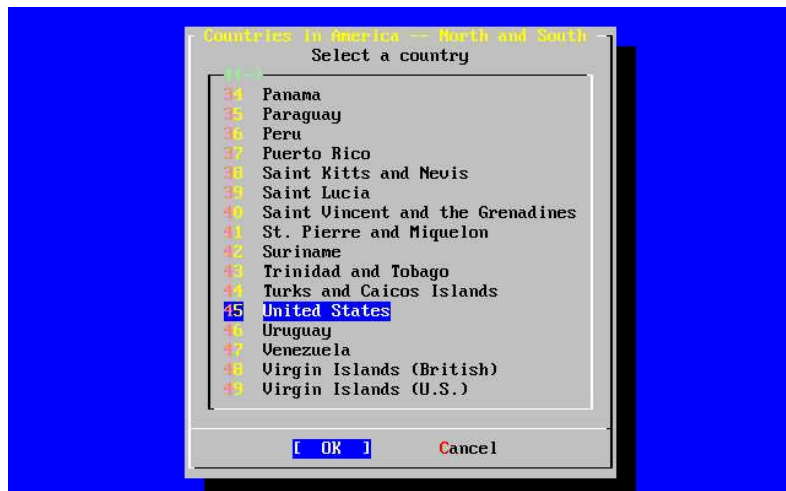 Countries in America -- North and South
Select a country
↑(-)
34 Panama
35 Paraguay
36 Peru
37 Puerto Rico
38 Saint Kitts and Nevis
39 Saint Lucia
40 Saint Vincent and the Grenadines
41 St. Pierre and Miquelon
42 Suriname
43 Trinidad and Tobago
44 Turks and Caicos Islands
45 United States
46 Uruguay
47 Venezuela
48 Virgin Islands (British)
49 Virgin Islands (U.S.)
[ OK ] Cancel